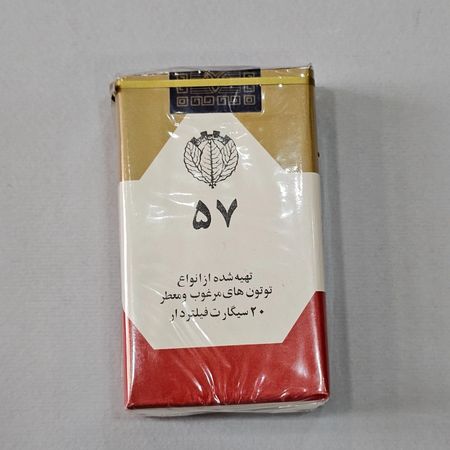 ۵۷
تهیه شده از انواع
توتون های مرغوب و معطر
۲۰ سیگارت فیلتردار